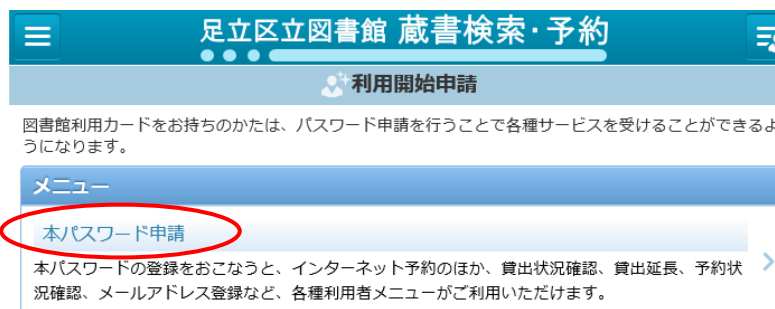 足立区立図書館 蔵書検索・予約
利用開始申請
図書館利用カードをお持ちのかたは、パスワード申請を行うことで各種サービスを受けることができるよ
うになります。
メニュー
本パスワード申請
本パスワードの登録をおこなうと、インターネット予約のほか、貸出状況確認、貸出延長、予約状
況確認、メールアドレス登録など、各種利用者メニューがご利用いただけます。